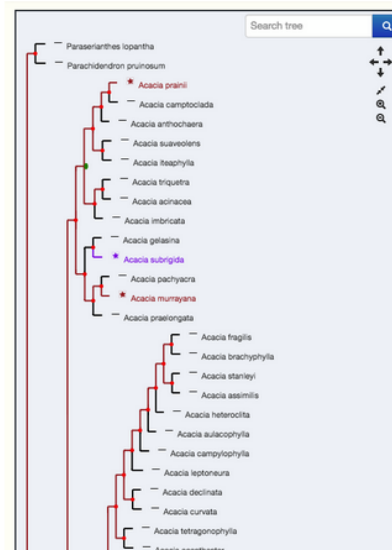 Search tree
Paraserianthes lopantha
Parachidendron pruinosum
Acacia prainii
Acacia camptoclada
Acacia anthochaera
Acacia suaveolens
Acacia iteaphylla
Acacia triquetra
Acacia acinacea
Acacia imbricata
Acacia gelasina
Acacia subrigida
Acacia pachyacra
Acacia murrayana
Acacia praelongata
Acacia fragilis
Acacia brachyphylla
Acacia stanleyi
Acacia assimilis
Acacia heteroclita
Acacia aulacophylla
Acacia campylophylla
Acacia leptoneura
Acacia declinata
Acacia curvata
Acacia tetragonophylla